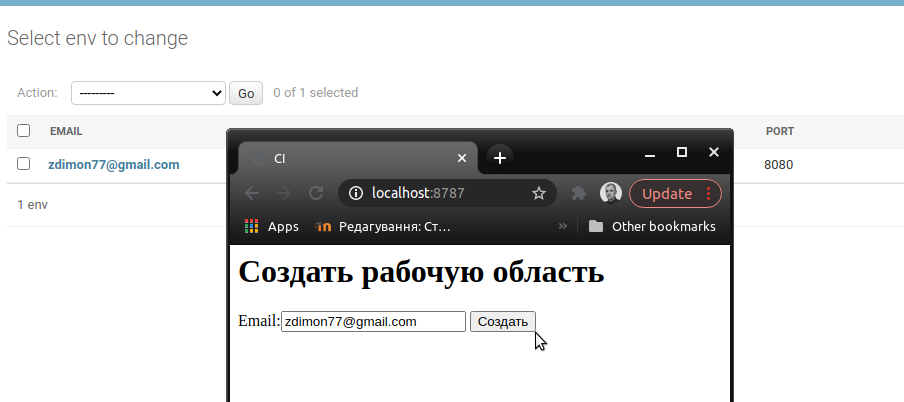 Select env to change
Action: --------- Go 0 of 1 selected
EMAIL PORT
zdimon77@gmail.com 8080
1 env
CI
localhost:8787 Update
Apps Редагування: Ст... » Other bookmarks
Создать рабочую область
Email: zdimon77@gmail.com Создать